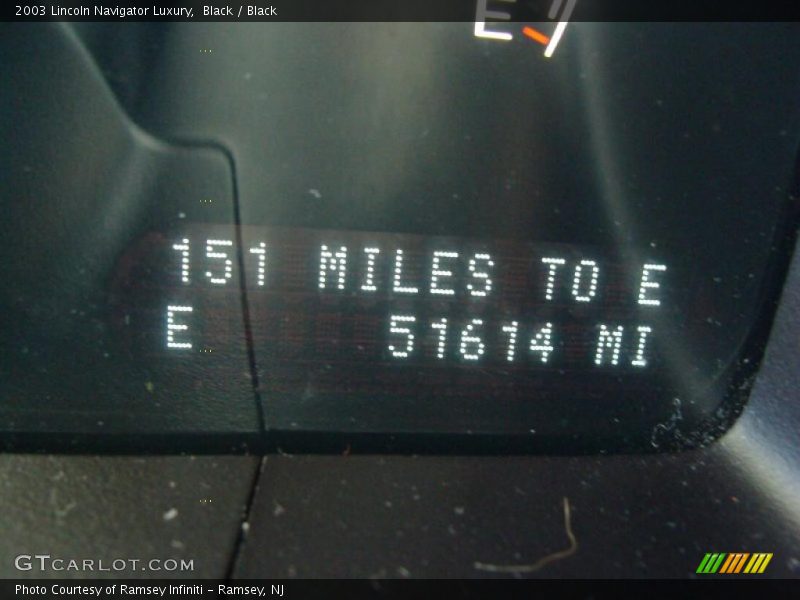 2003 Lincoln Navigator Luxury, Black / Black
E
151 MILES TO E
E 51614 MI
GTCARLOT.COM
Photo Courtesy of Ramsey Infiniti - Ramsey, NJ